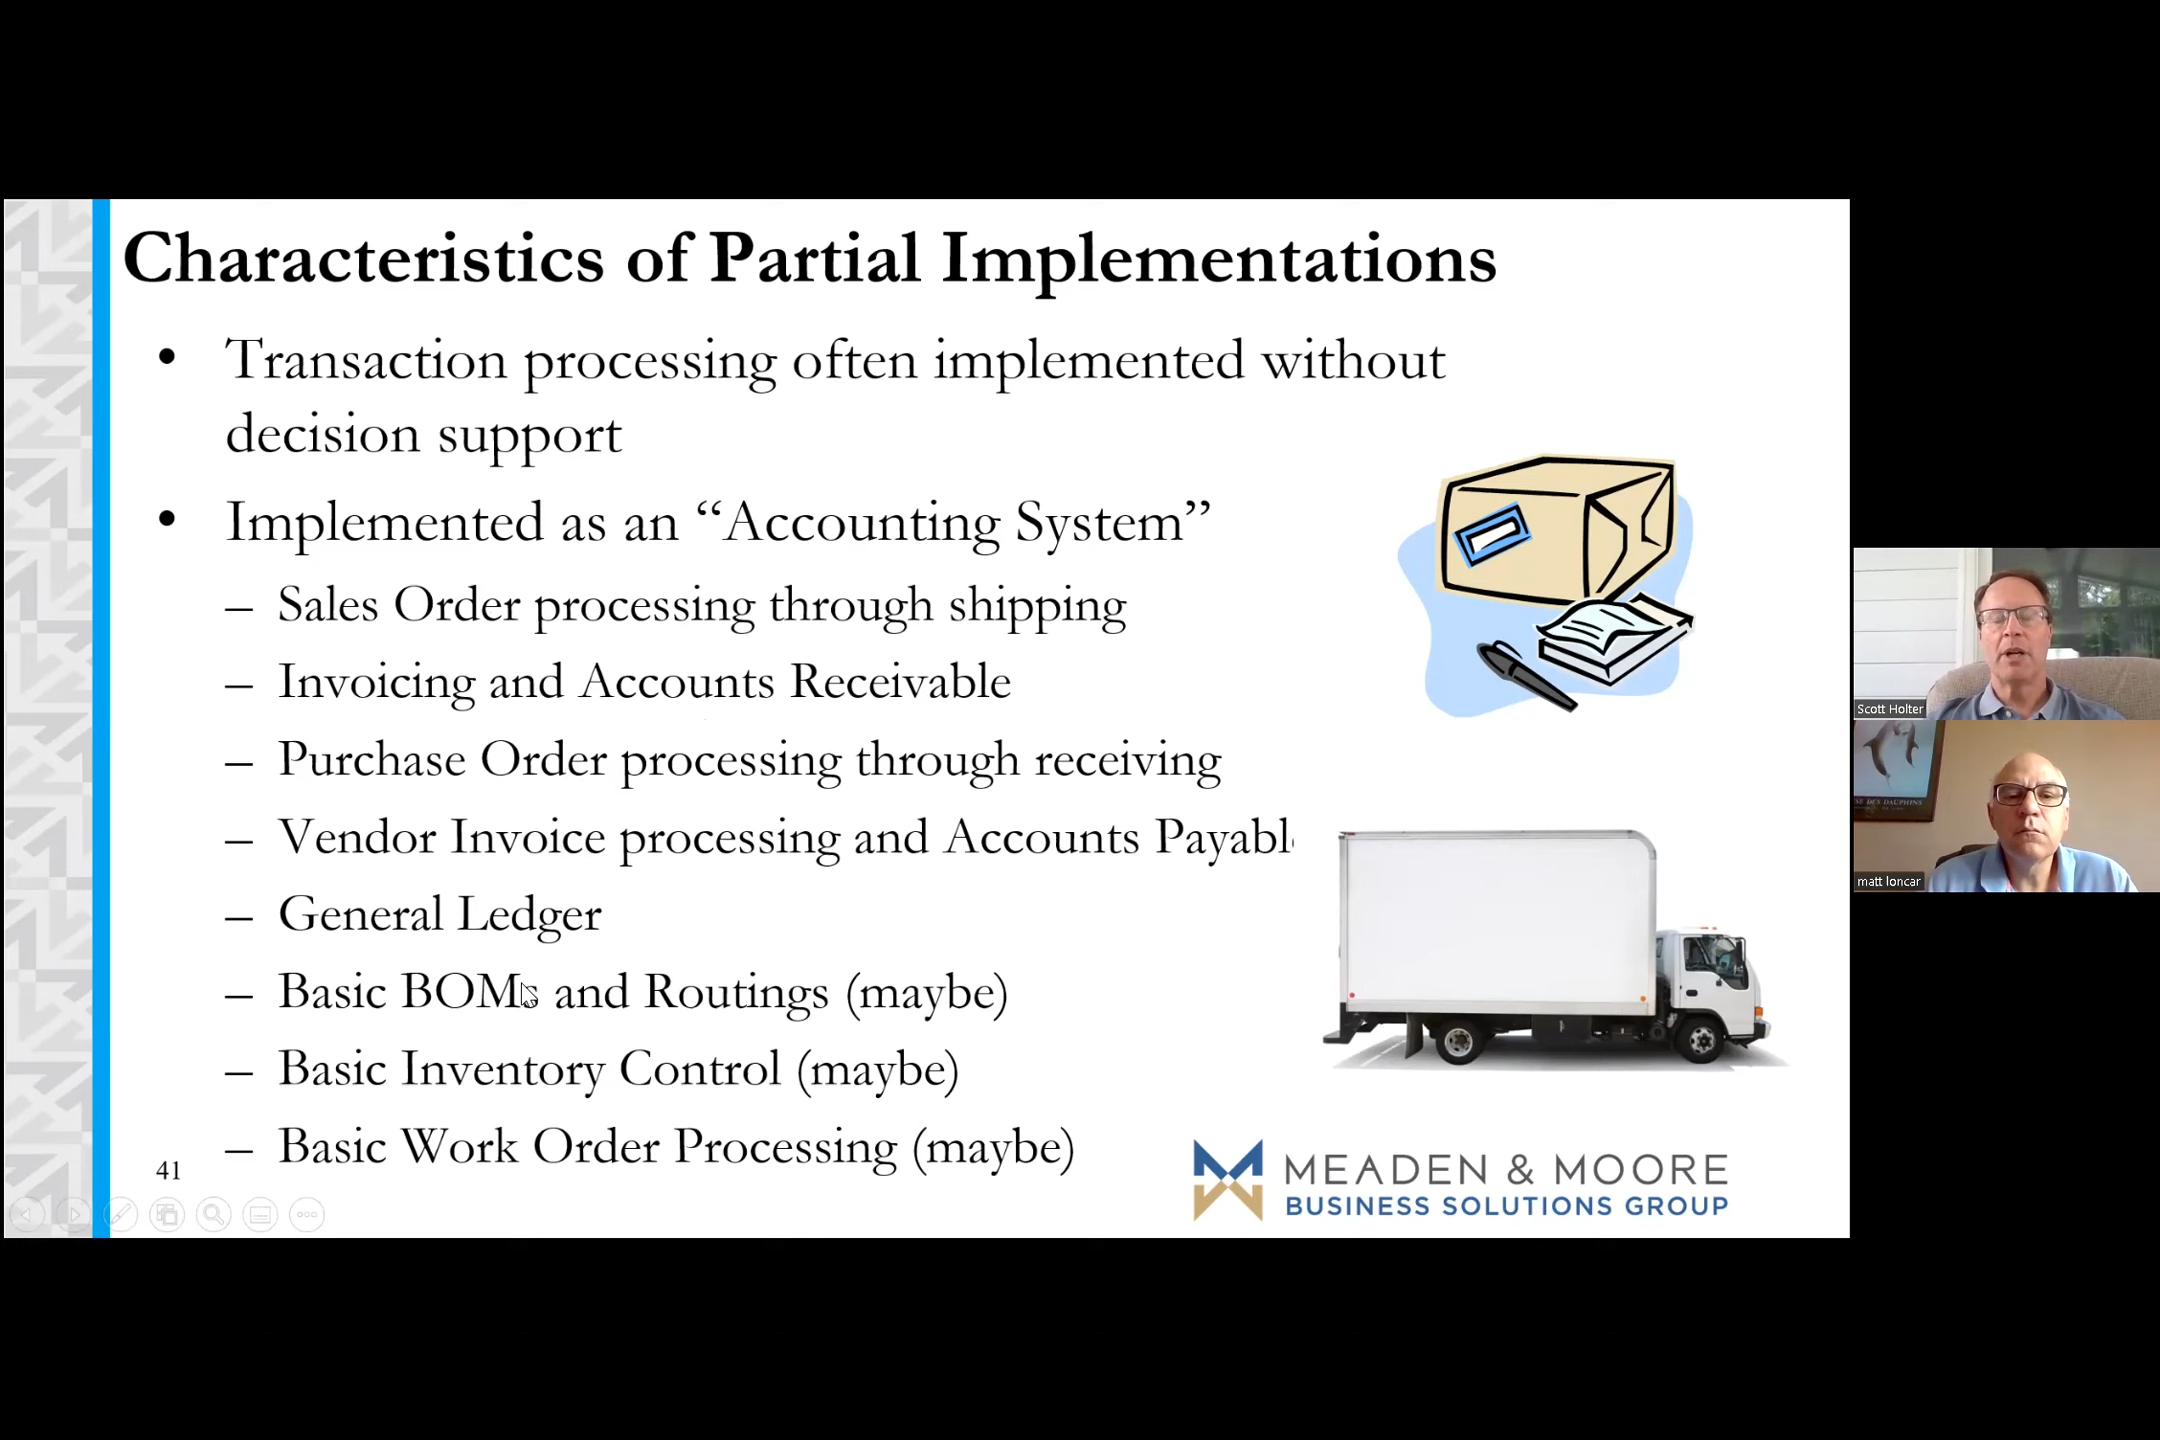 Characteristics of Partial Implementations
• Transaction processing often implemented without
decision support
• Implemented as an “Accounting System”
– Sales Order processing through shipping
– Invoicing and Accounts Receivable
– Purchase Order processing through receiving
– Vendor Invoice processing and Accounts Payabl
– General Ledger
– Basic BOMs and Routings (maybe)
– Basic Inventory Control (maybe)
– Basic Work Order Processing (maybe)
41
MEADEN & MOORE
BUSINESS SOLUTIONS GROUP
Scott Holter
DES DAUPHINS
matt loncar